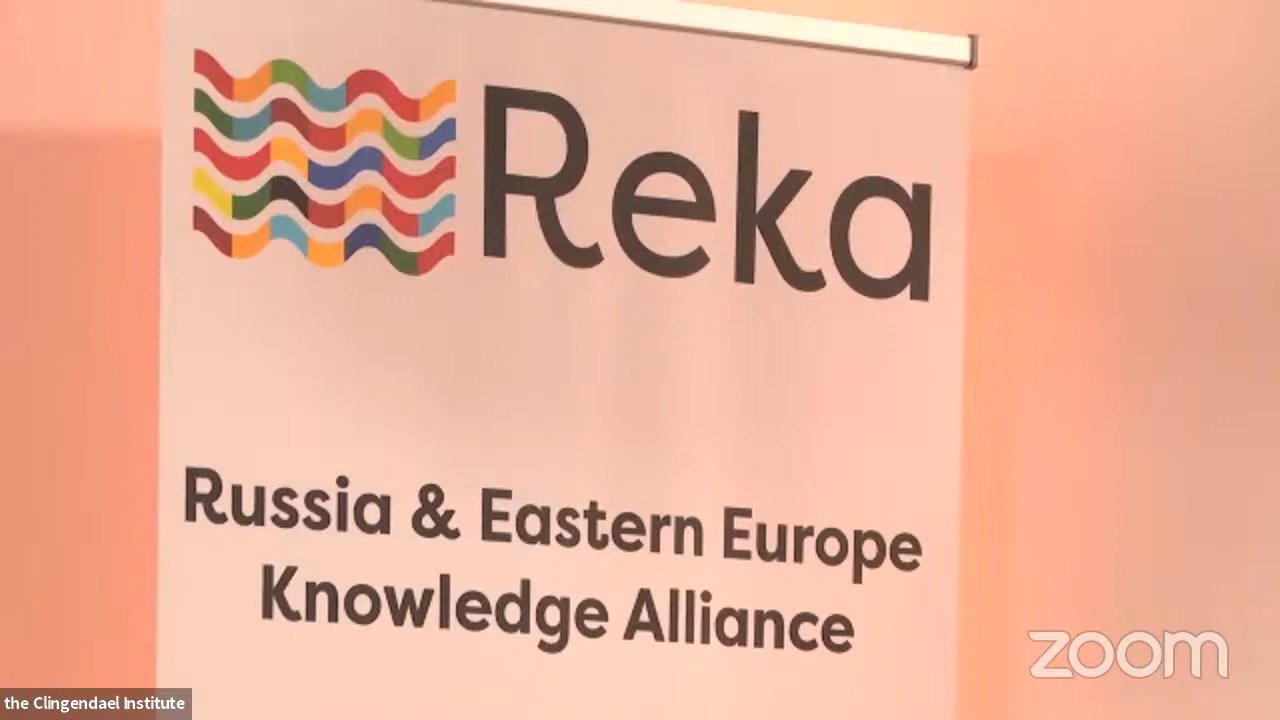 Reka
Russia & Eastern Europe
Knowledge Alliance
zoom
the Clingendael Institute